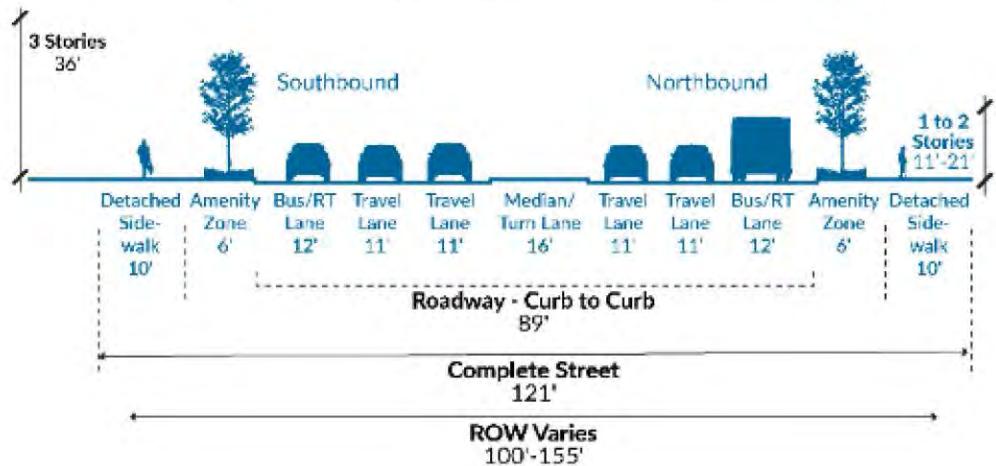 3 Stories
36'
Southbound
Northbound
1 to 2
Stories
11'-21'
Detached
Side-
walk
10'
Amenity
Zone
6'
Bus/RT
Lane
12'
Travel
Lane
11'
Travel
Lane
11'
Median/
Turn Lane
16'
Travel
Lane
11'
Travel
Lane
11'
Bus/RT
Lane
12'
Amenity
Zone
6'
Detached
Side-
walk
10'
Roadway - Curb to Curb
89'
Complete Street
121'
ROW Varies
100'-155'